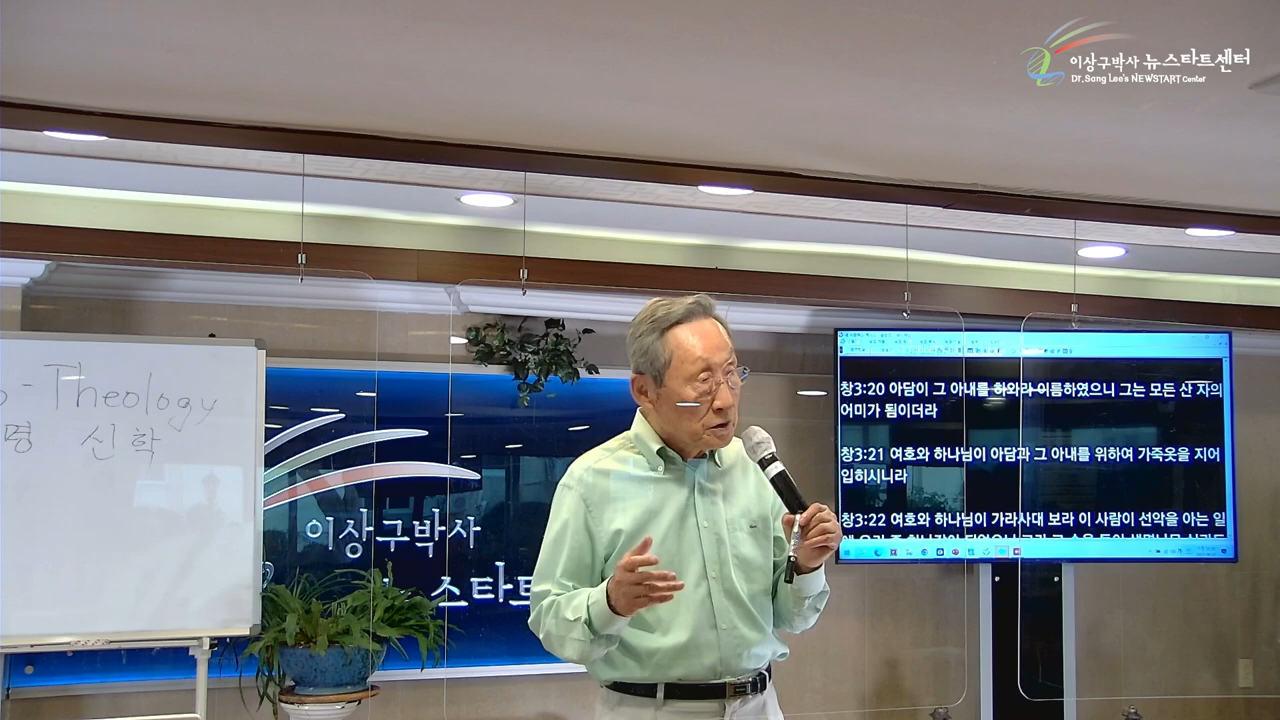 이상구박사 뉴스타트센터
Dr. Sang Lee's NEWSTART Center
Theology
명 신학
이상구박사
스타트
창3:20 아담이 그 아내를 하와라 이름하였으니 그는 모든 산 자의
어미가 됨이더라
창3:21 여호와 하나님이 아담과 그 아내를 위하여 가죽옷을 지어
입히시니라
창3:22 여호와 하나님이 가라사대 보라 이 사람이 선악을 아는 일